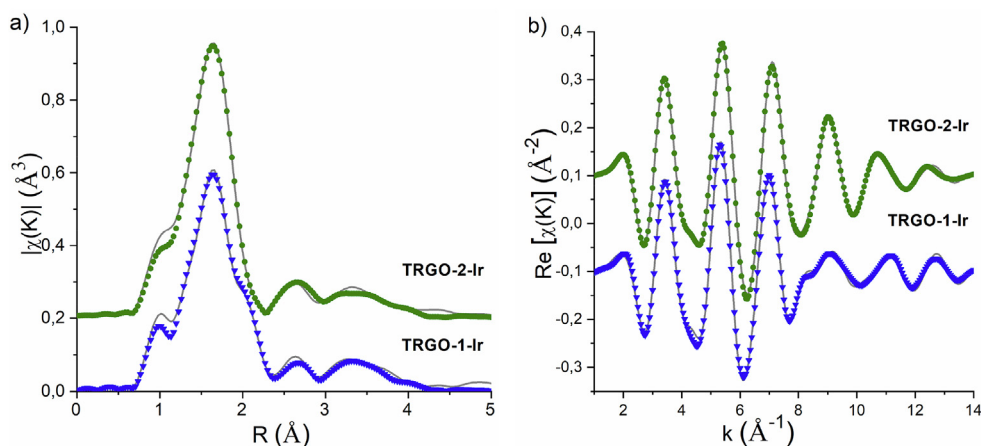 a)
1,0
0,8
0,6
0,4
0,2
0,0
|χ(K)| (Å³)
TRGO-2-Ir
TRGO-1-Ir
0 1 2 3 4 5
R (Å)
b)
0,4
0,3
0,2
0,1
0,0
-0,1
-0,2
-0,3
Re [χ(K)] (Å⁻²)
TRGO-2-Ir
TRGO-1-Ir
2 4 6 8 10 12 14
k (Å⁻¹)